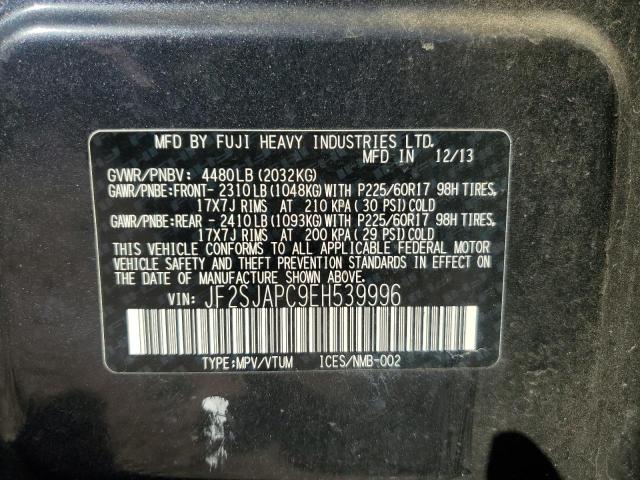 MFD BY FUJI HEAVY INDUSTRIES LTD.
MFD IN 12/13
GVWR/PNBV: 4480LB (2032KG)
GAWR/PNBE:FRONT- 2310LB (1048KG) WITH P225/60R17 98H TIRES,
17X7J RIMS AT 210 KPA ( 30 PSI) COLD
GAWR/PNBE:REAR - 2410LB (1093KG) WITH P225/60R17 98H TIRES,
17X7J RIMS AT 200 KPA ( 29 PSI) COLD
THIS VEHICLE CONFORMS TO ALL APPLICABLE FEDERAL MOTOR
VEHICLE SAFETY AND THEFT PREVENTION STANDARDS IN EFFECT ON
THE DATE OF MANUFACTURE SHOWN ABOVE.
VIN: JF2SJAPC9EH539996
TYPE:MPV/VTUM ICES/NMB-002